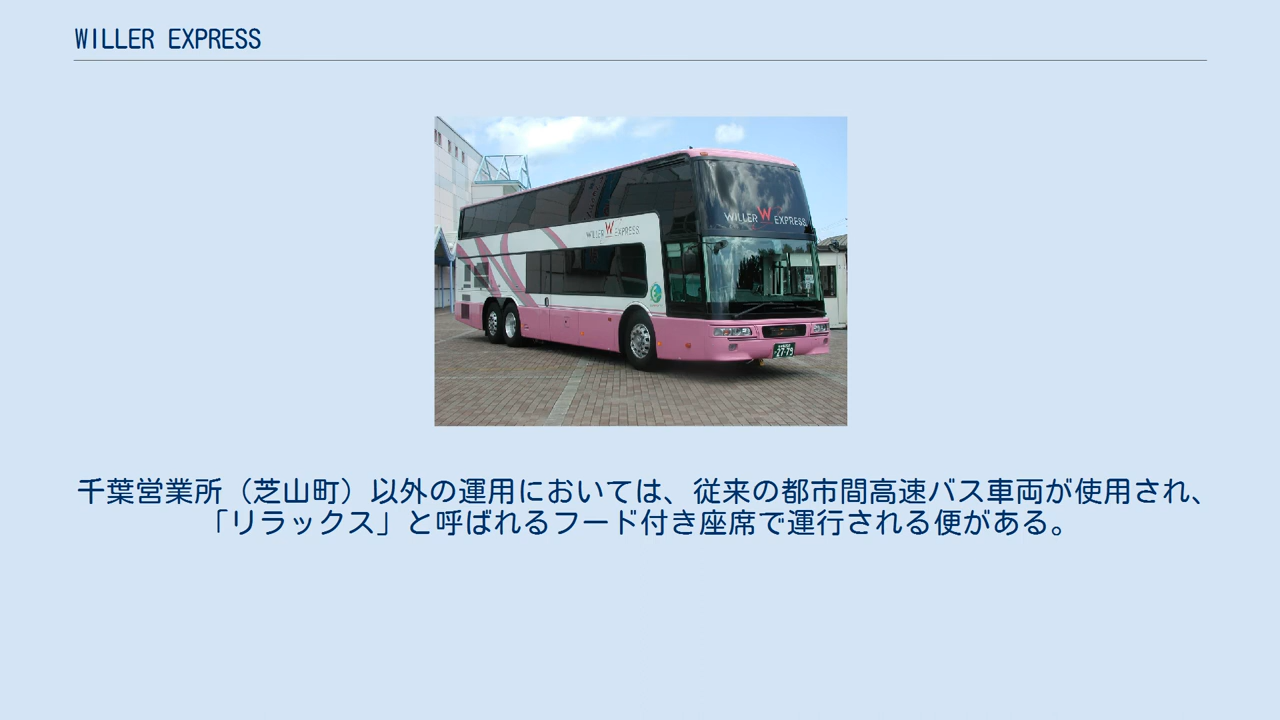 WILLER EXPRESS
WILLER W EXPRESS
WILLER W EXPRESS
27-79
千葉営業所（芝山町）以外の運用においては、従来の都市間高速バス車両が使用され、
「リラックス」と呼ばれるフード付き座席で運行される便がある。